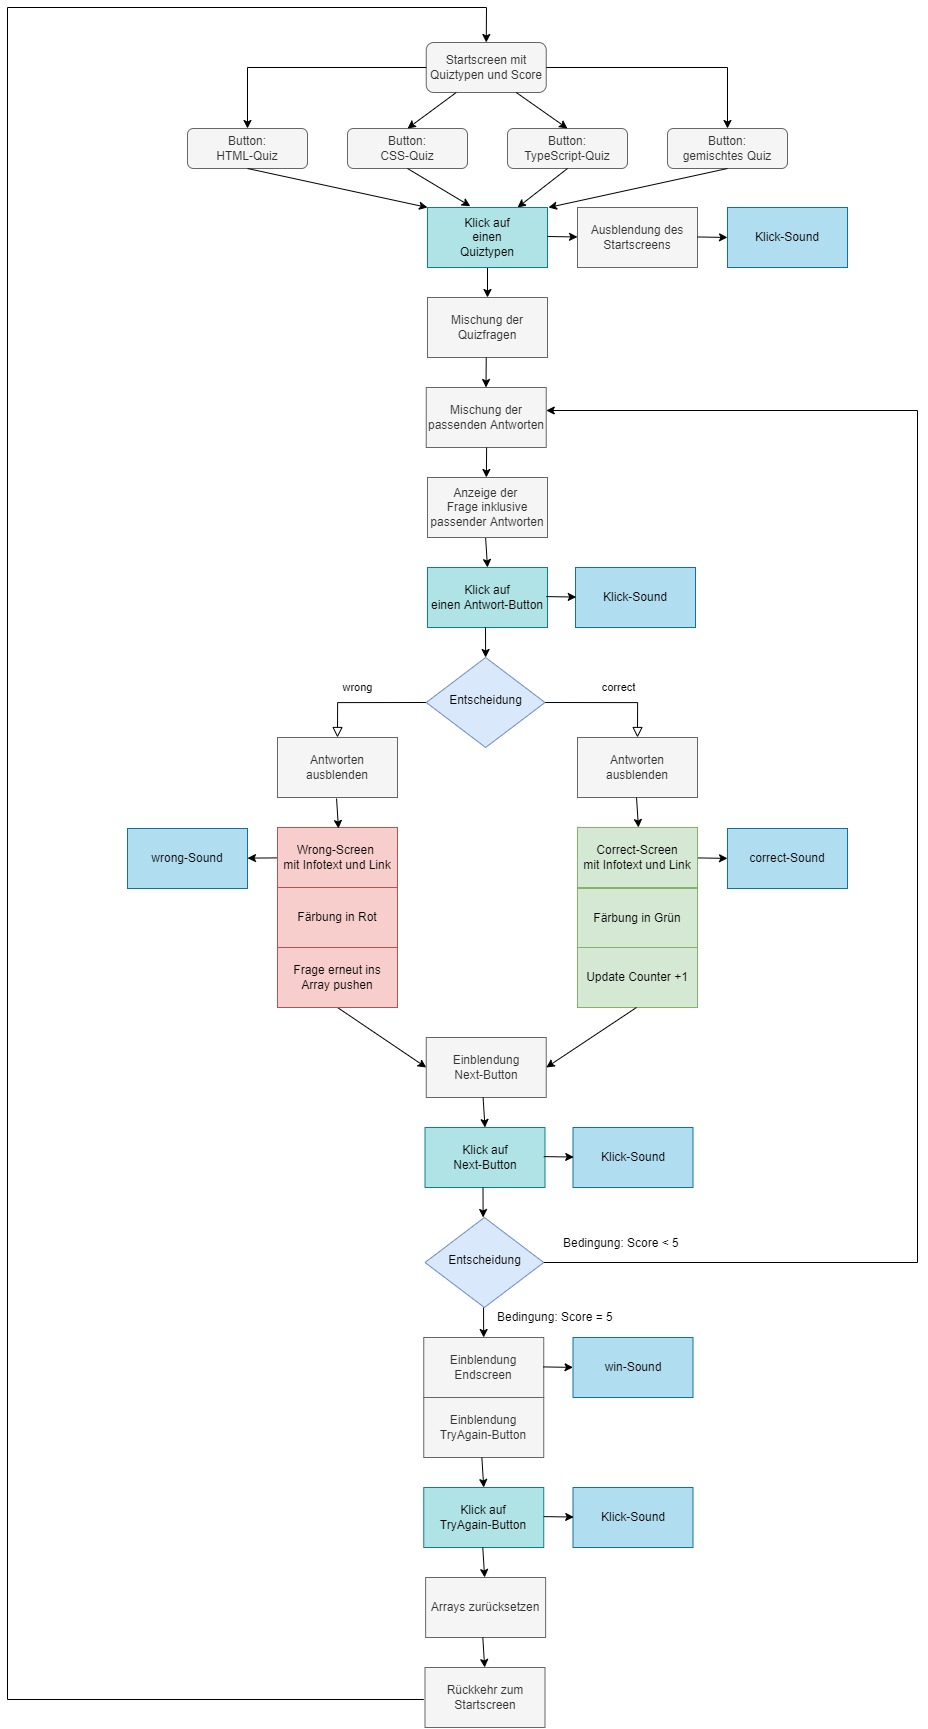 Startscreen mit
Quiztypen und Score
Button:
HTML-Quiz
Button:
CSS-Quiz
Button:
TypeScript-Quiz
Button:
gemischtes Quiz
Klick auf
einen
Quiztypen
Ausblendung des
Startscreens
Klick-Sound
Mischung der
Quizfragen
Mischung der
passenden Antworten
Anzeige der
Frage inklusive
passender Antworten
Klick auf
einen Antwort-Button
Klick-Sound
Entscheidung
wrong
correct
Antworten
ausblenden
Antworten
ausblenden
wrong-Sound
Wrong-Screen
mit Infotext und Link
Correct-Screen
mit Infotext und Link
correct-Sound
Färbung in Rot
Färbung in Grün
Frage erneut ins
Array pushen
Update Counter +1
Einblendung
Next-Button
Klick auf
Next-Button
Klick-Sound
Entscheidung
Bedingung: Score < 5
Bedingung: Score = 5
Einblendung
Endscreen
win-Sound
Einblendung
TryAgain-Button
Klick auf
TryAgain-Button
Klick-Sound
Arrays zurücksetzen
Rückkehr zum
Startscreen